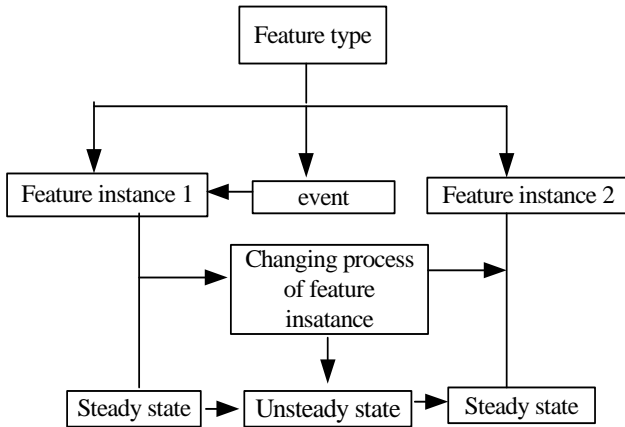 Feature type
Feature instance 1
event
Feature instance 2
Changing process
of feature
insatance
Steady state
Unsteady state
Steady state